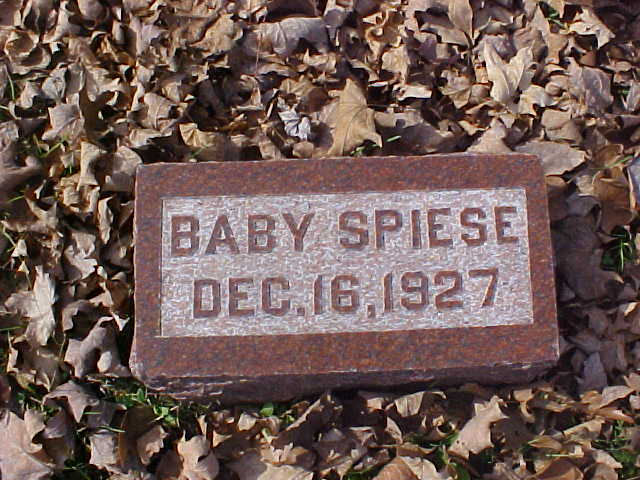 BABY SPIESE
DEC. 16, 1927